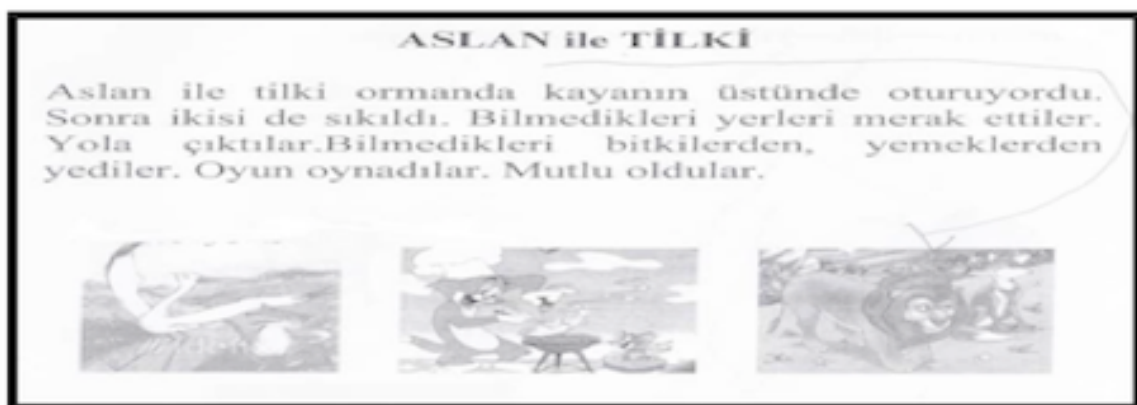 ASLAN ile TİLKİ
Aslan ile tilki ormanda kayanın üstünde oturuyordu.
Sonra ikisi de sıkıldı. Bilmedikleri yerleri merak ettiler.
Yola çıktılar.Bilmedikleri bitkilerden, yemeklerden
yediler. Oyun oynadılar. Mutlu oldular.